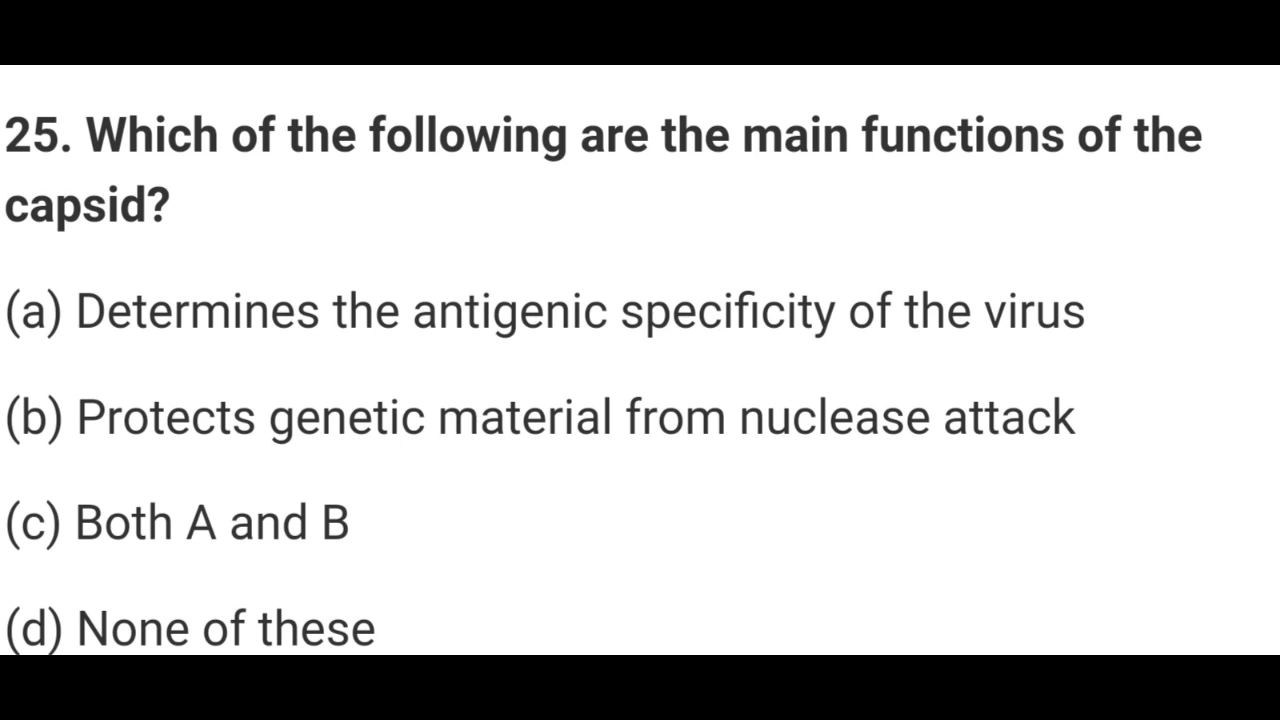 25. Which of the following are the main functions of the
capsid?
(a) Determines the antigenic specificity of the virus
(b) Protects genetic material from nuclease attack
(c) Both A and B
(d) None of these